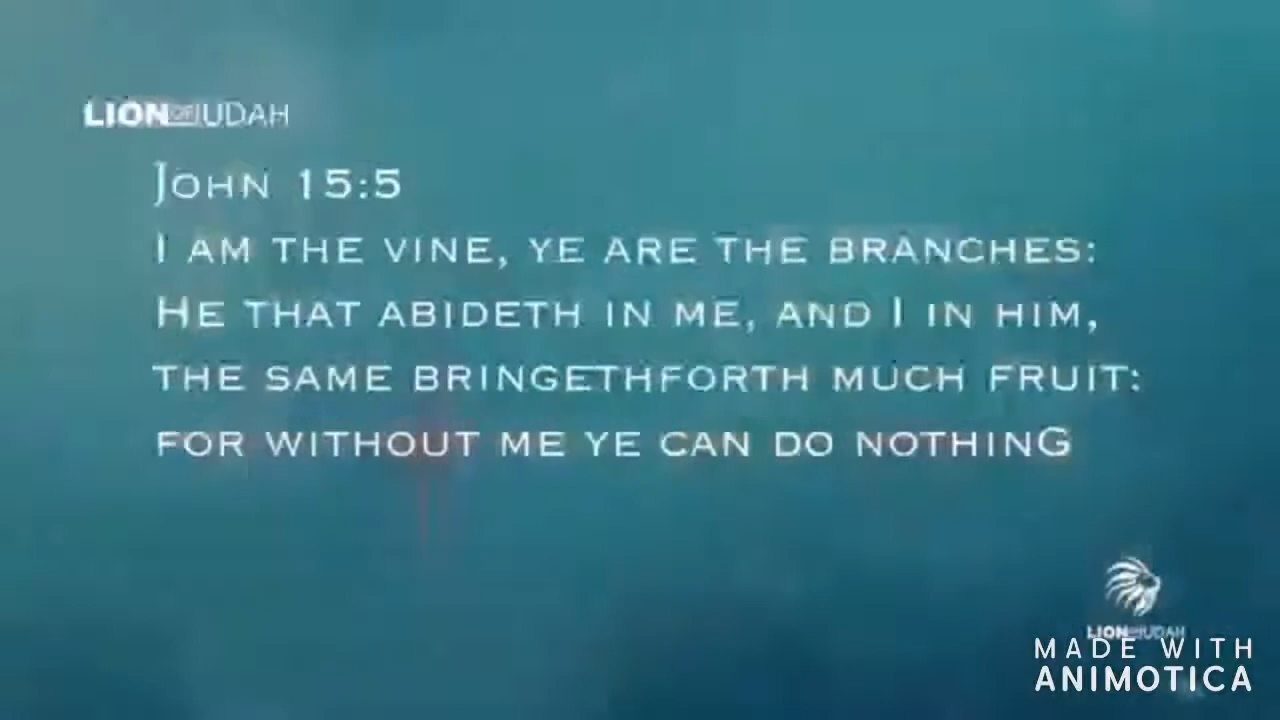 LION OF JUDAH
JOHN 15:5
I AM THE VINE, YE ARE THE BRANCHES:
HE THAT ABIDETH IN ME, AND I IN HIM,
THE SAME BRINGETHFORTH MUCH FRUIT:
FOR WITHOUT ME YE CAN DO NOTHING
LION OF JUDAH
MADE WITH
ANIMOTICA